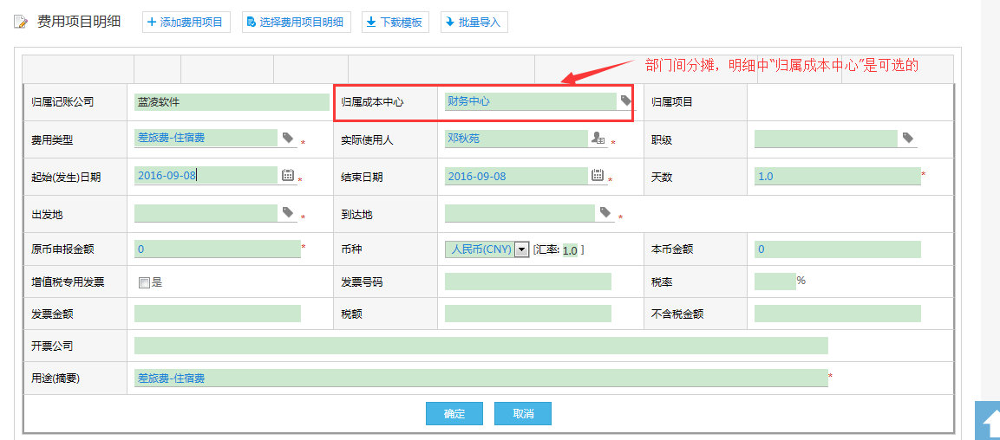 费用项目明细 添加费用项目 选择费用项目明细 下载模板 批量导入
部门间分摊，明细中“归属成本中心”是可选的
归属记账公司 蓝凌软件 归属成本中心 财务中心 归属项目
费用类型 差旅费-住宿费 * 实际使用人 邓秋苑 * 职级
起始(发生)日期 2016-09-08 * 结束日期 2016-09-08 * 天数 1.0 *
出发地 * 到达地 *
原币申报金额 0 * 币种 人民币(CNY) [汇率: 1.0 ] 本币金额 0
增值税专用发票 是 发票号码 税率 %
发票金额 税额 不含税金额
开票公司
用途(摘要) 差旅费-住宿费 *
确定 取消